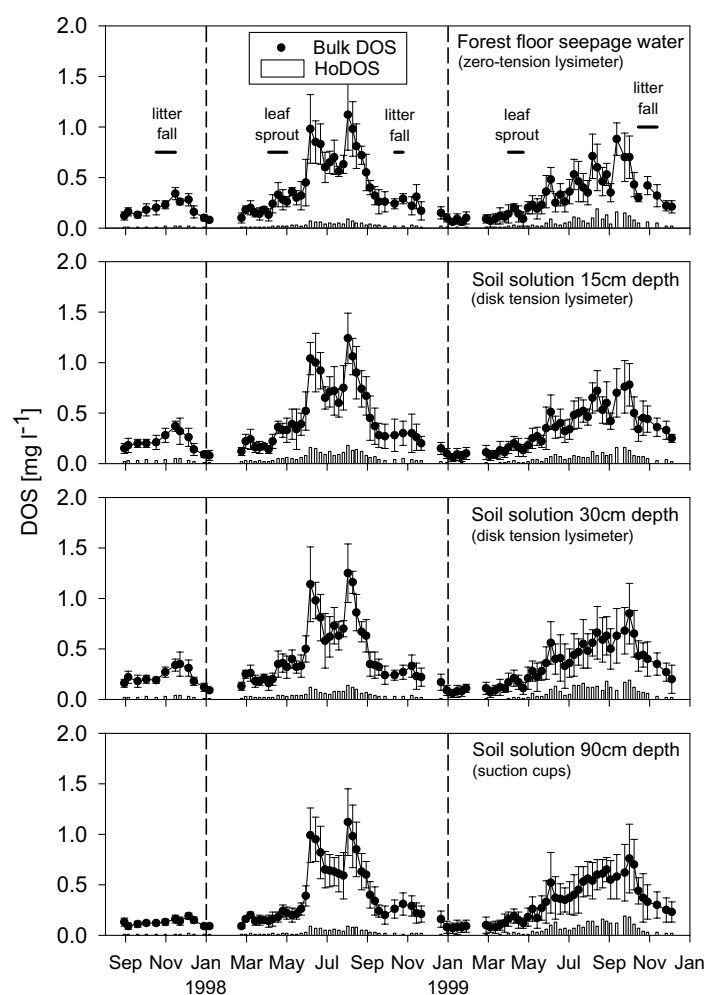 2.0
1.5
1.0
0.5
0.0
Bulk DOS
HoDOS
Forest floor seepage water
(zero-tension lysimeter)
litter
fall
leaf
sprout
litter
fall
leaf
sprout
litter
fall
2.0
1.5
1.0
0.5
0.0
Soil solution 15cm depth
(disk tension lysimeter)
DOS [mg l⁻¹]
2.0
1.5
1.0
0.5
0.0
Soil solution 30cm depth
(disk tension lysimeter)
2.0
1.5
1.0
0.5
0.0
Soil solution 90cm depth
(suction cups)
Sep Nov Jan Mar May Jul Sep Nov Jan Mar May Jul Sep Nov Jan
1998 1999